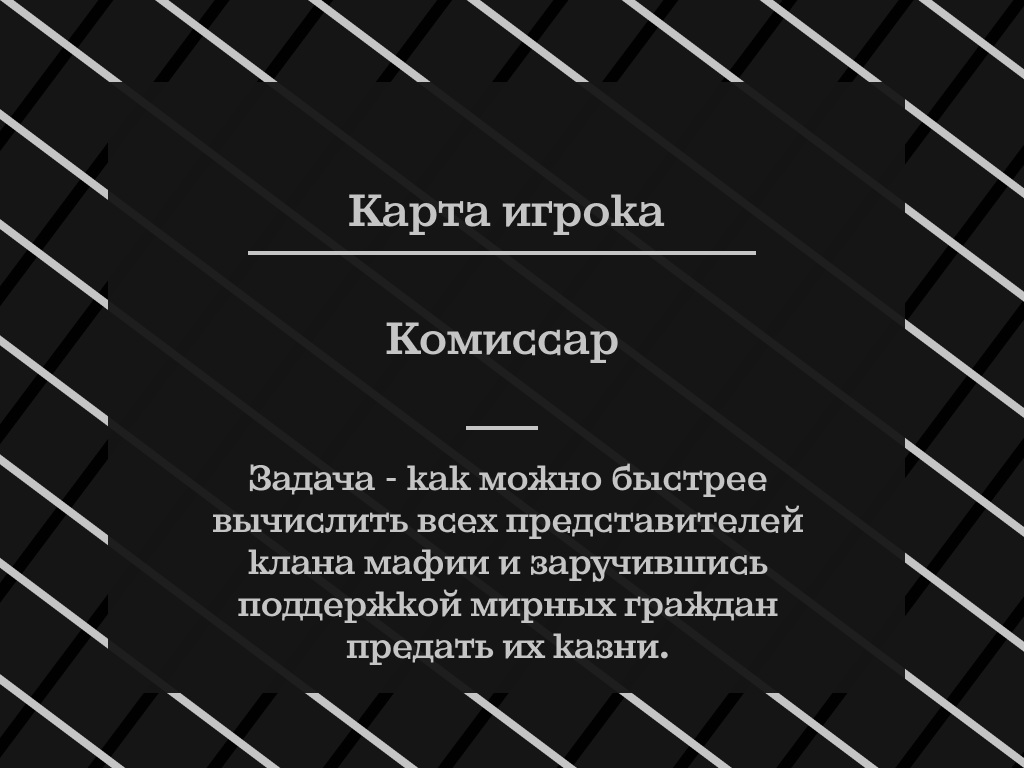 Карта игрока
Комиссар
Задача - как можно быстрее
вычислить всех представителей
клана мафии и заручившись
поддержкой мирных граждан
предать их казни.